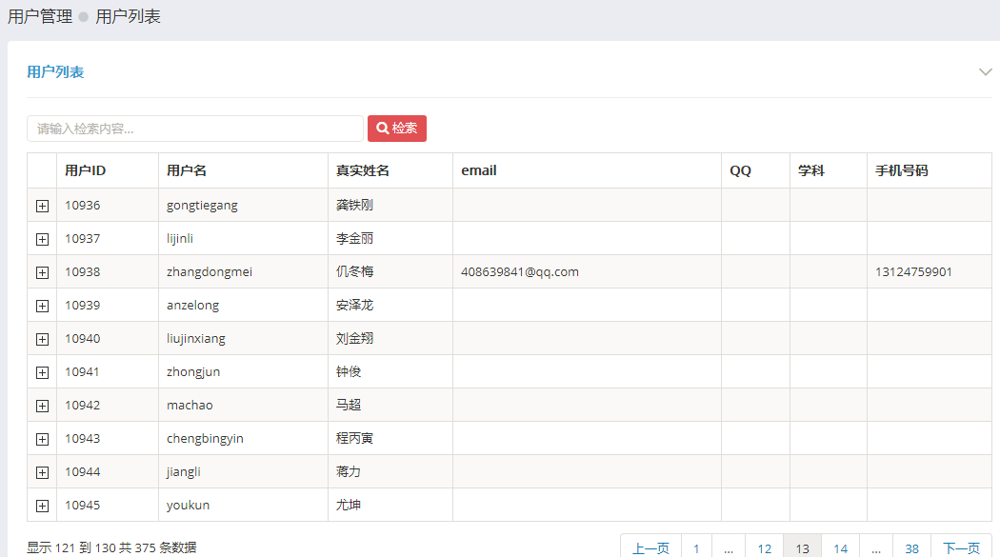 用户管理 用户列表
用户列表
请输入检索内容...
检索
用户ID 用户名 真实姓名 email QQ 学科 手机号码
10936 gongtiegang 龚铁刚
10937 lijinli 李金丽
10938 zhangdongmei 仉冬梅 408639841@qq.com 13124759901
10939 anzelong 安泽龙
10940 liujinxiang 刘金翔
10941 zhongjun 钟俊
10942 machao 马超
10943 chengbingyin 程丙寅
10944 jiangli 蒋力
10945 youkun 尤坤
显示 121 到 130 共 375 条数据
上一页 1 ... 12 13 14 ... 38 下一页